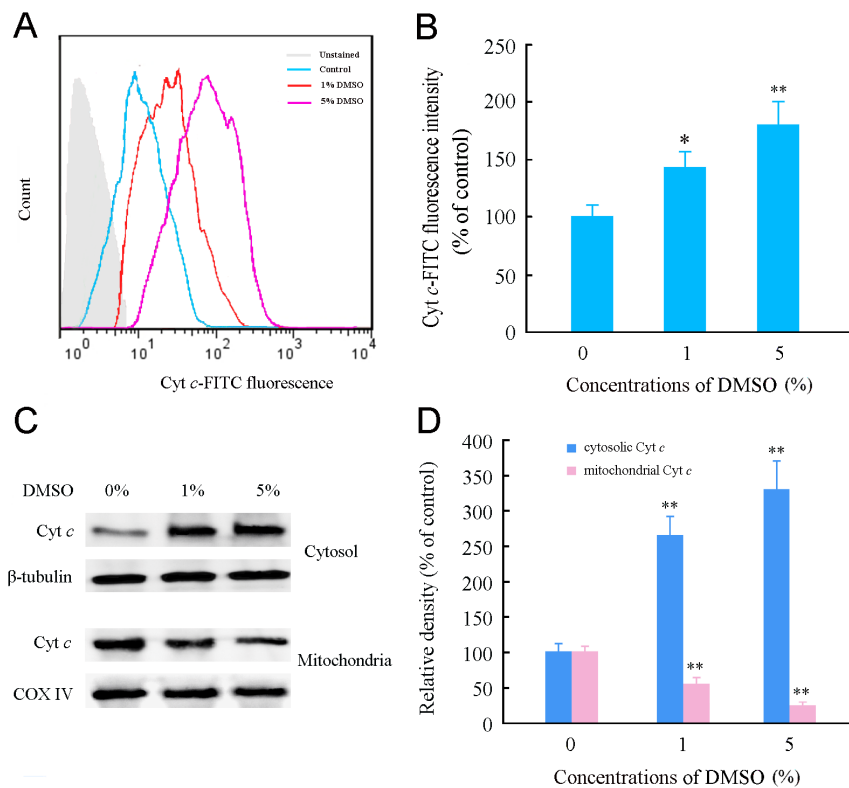 A
Unstained
Control
1% DMSO
5% DMSO
Count
10^0 10^1 10^2 10^3 10^4
Cyt c-FITC fluorescence
B
Cyt c-FITC fluorescence intensity
(% of control)
250
200
150
100
50
0
*
**
0 1 5
Concentrations of DMSO (%)
C
DMSO 0% 1% 5%
Cyt c
Cytosol
β-tubulin
Cyt c
Mitochondria
COX IV
D
Relative density (% of control)
400
350
300
250
200
150
100
50
0
cytosolic Cyt c
mitochondrial Cyt c
**
**
**
**
0 1 5
Concentrations of DMSO (%)